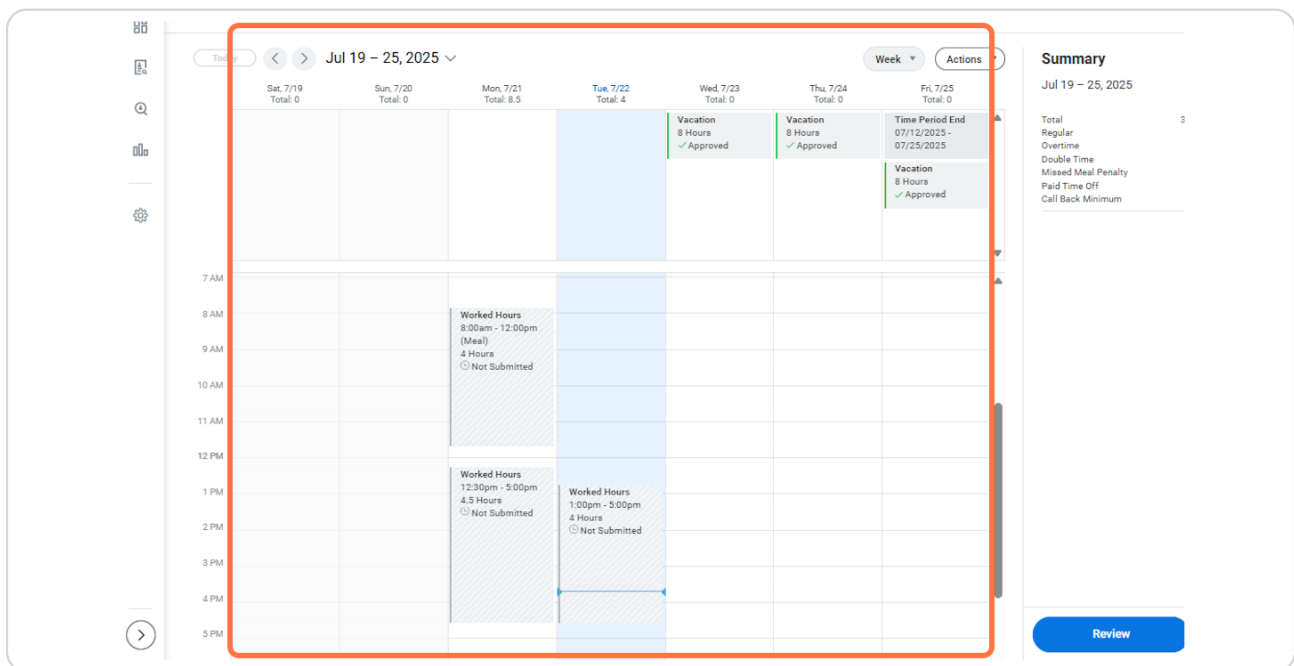 Today
Jul 19 – 25, 2025
Week
Actions
Sat, 7/19
Total: 0
Sun, 7/20
Total: 0
Mon, 7/21
Total: 8.5
Tue, 7/22
Total: 4
Wed, 7/23
Total: 0
Thu, 7/24
Total: 0
Fri, 7/25
Total: 0
Vacation
8 Hours
Approved
Vacation
8 Hours
Approved
Time Period End
07/12/2025 -
07/25/2025
Vacation
8 Hours
Approved
7 AM
8 AM
9 AM
10 AM
11 AM
12 PM
1 PM
2 PM
3 PM
4 PM
5 PM
Worked Hours
8:00am - 12:00pm
(Meal)
4 Hours
Not Submitted
Worked Hours
12:30pm - 5:00pm
4.5 Hours
Not Submitted
Worked Hours
1:00pm - 5:00pm
4 Hours
Not Submitted
Summary
Jul 19 – 25, 2025
Total
Regular
Overtime
Double Time
Missed Meal Penalty
Paid Time Off
Call Back Minimum
Review